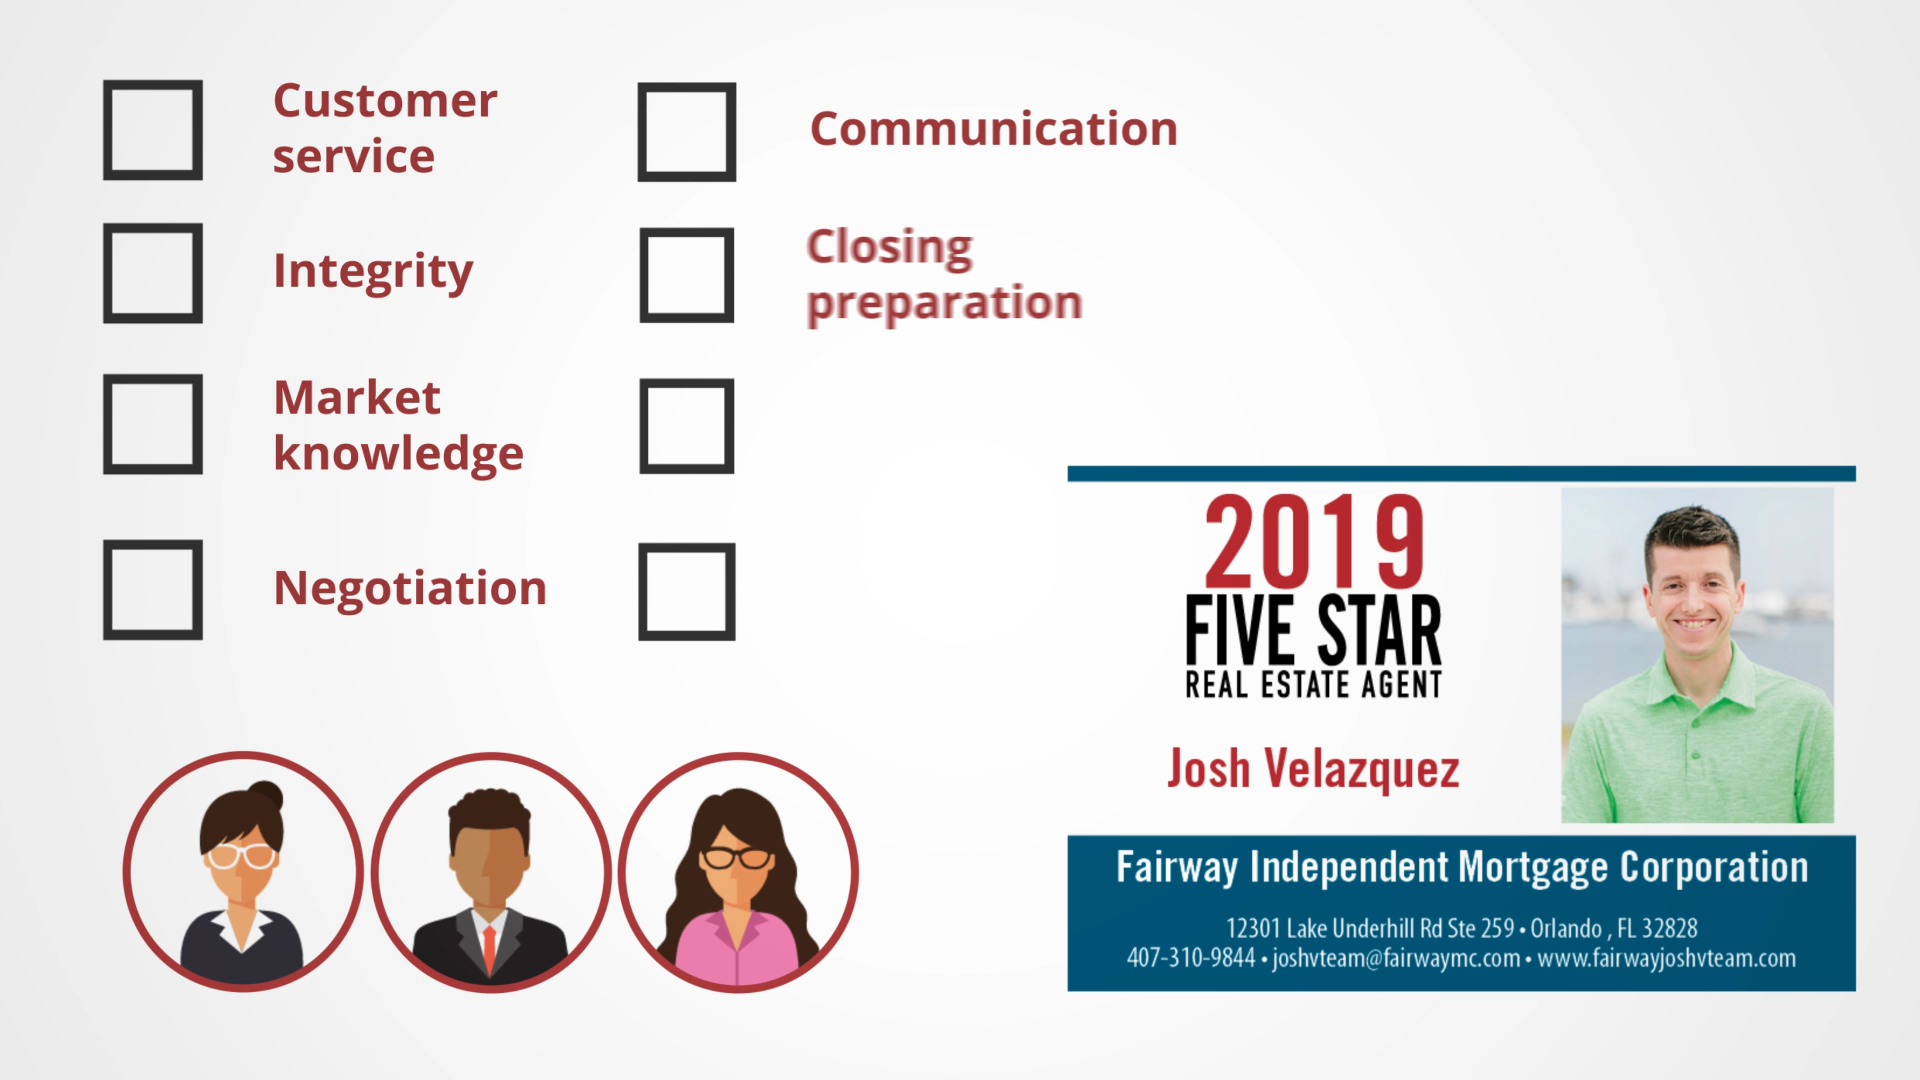 Customer
service
Integrity
Market
knowledge
Negotiation
Communication
Closing
preparation
2019
FIVE STAR
REAL ESTATE AGENT
Josh Velazquez
Fairway Independent Mortgage Corporation
12301 Lake Underhill Rd Ste 259 • Orlando , FL 32828
407-310-9844 • joshvteam@fairwaymc.com • www.fairwayjoshvteam.com